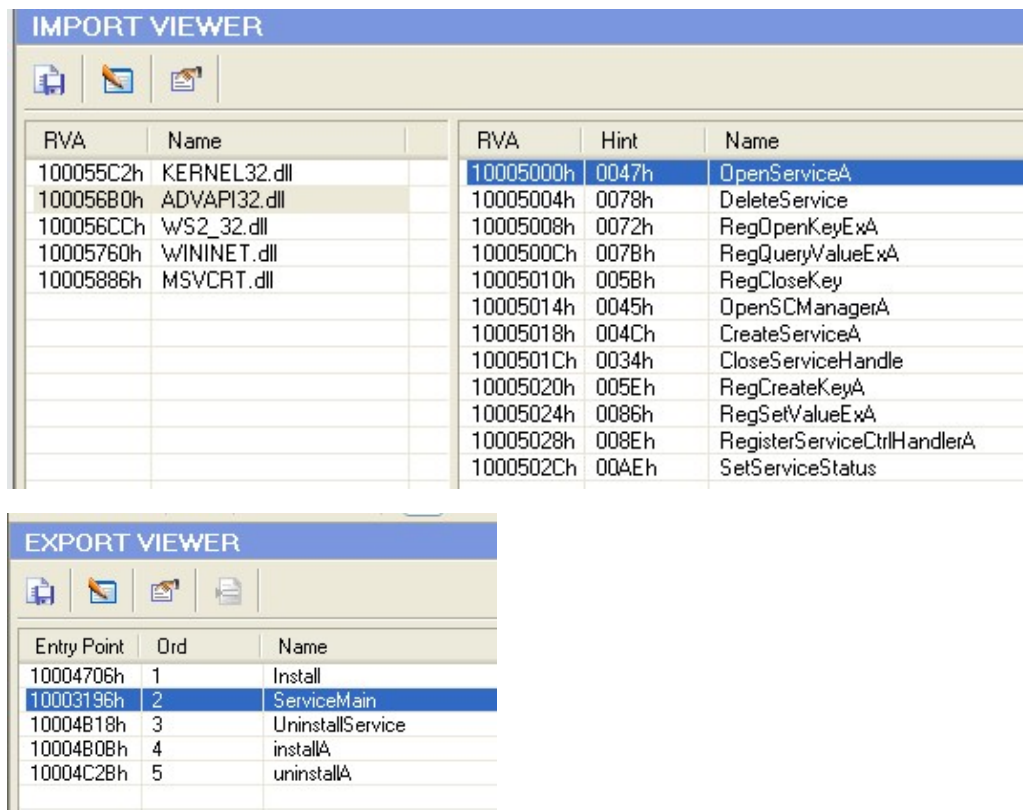 IMPORT VIEWER
RVA Name
100055C2h KERNEL32.dll
100056B0h ADVAPI32.dll
100056CCh WS2_32.dll
10005760h WININET.dll
10005886h MSVCRT.dll
RVA Hint Name
10005000h 0047h OpenServiceA
10005004h 0078h DeleteService
10005008h 0072h RegOpenKeyExA
1000500Ch 007Bh RegQueryValueExA
10005010h 005Bh RegCloseKey
10005014h 0045h OpenSCManagerA
10005018h 004Ch CreateServiceA
1000501Ch 0034h CloseServiceHandle
10005020h 005Eh RegCreateKeyA
10005024h 0086h RegSetValueExA
10005028h 008Eh RegisterServiceCtrlHandlerA
1000502Ch 00AEh SetServiceStatus
EXPORT VIEWER
Entry Point Ord Name
10004706h 1 Install
10003196h 2 ServiceMain
10004B18h 3 UninstallService
10004B0Bh 4 installA
10004C2Bh 5 uninstallA